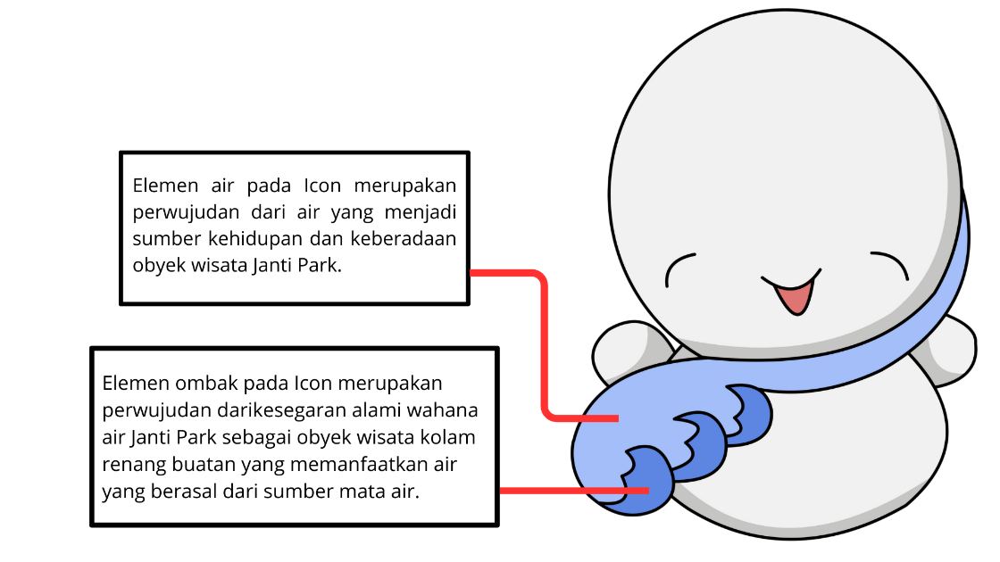 Elemen air pada Icon merupakan
perwujudan dari air yang menjadi
sumber kehidupan dan keberadaan
obyek wisata Janti Park.
Elemen ombak pada Icon merupakan
perwujudan darikesegaran alami wahana
air Janti Park sebagai obyek wisata kolam
renang buatan yang memanfaatkan air
yang berasal dari sumber mata air.